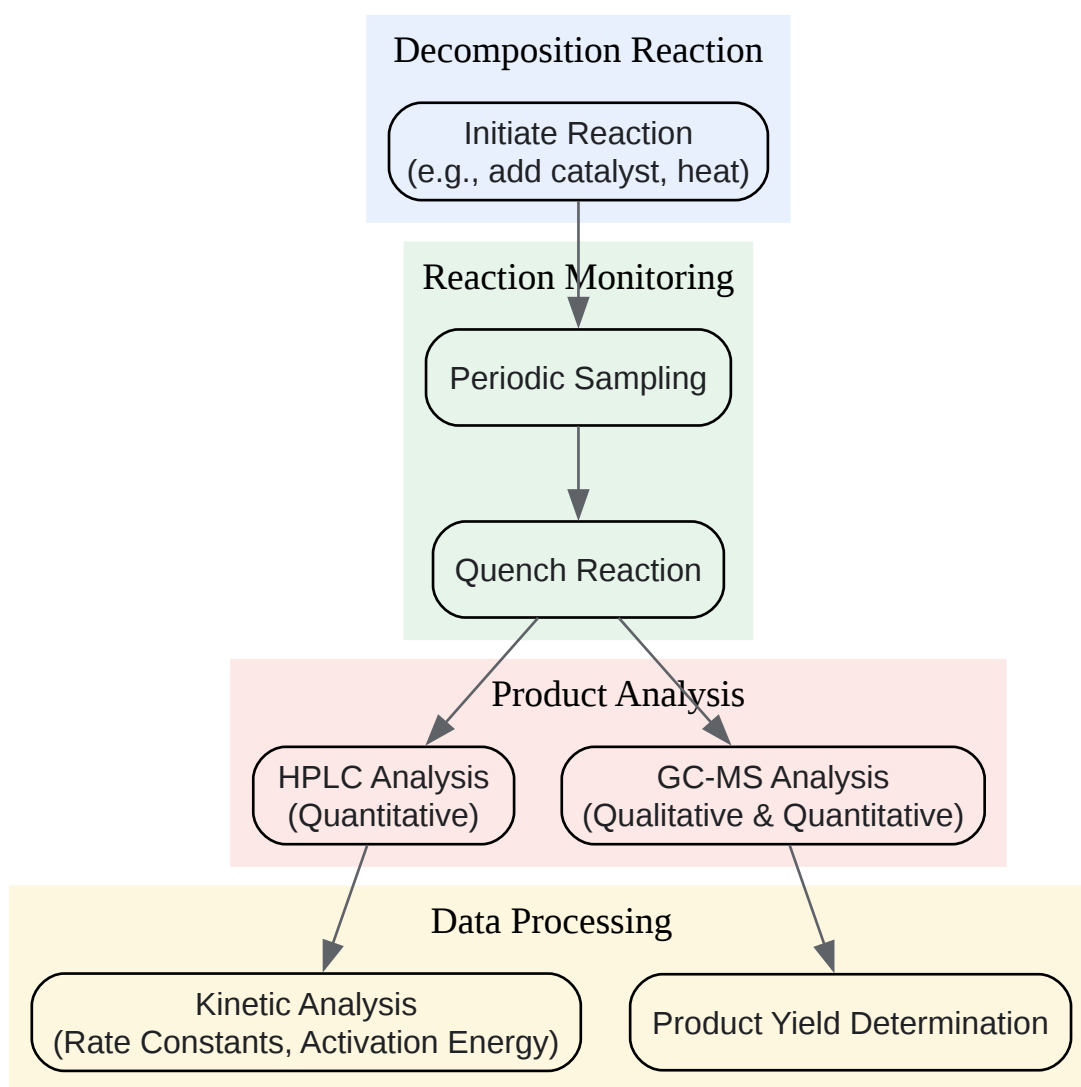 Decomposition Reaction
Initiate Reaction
(e.g., add catalyst, heat)
Reaction Monitoring
Periodic Sampling
Quench Reaction
Product Analysis
HPLC Analysis
(Quantitative)
GC-MS Analysis
(Qualitative & Quantitative)
Data Processing
Kinetic Analysis
(Rate Constants, Activation Energy)
Product Yield Determination